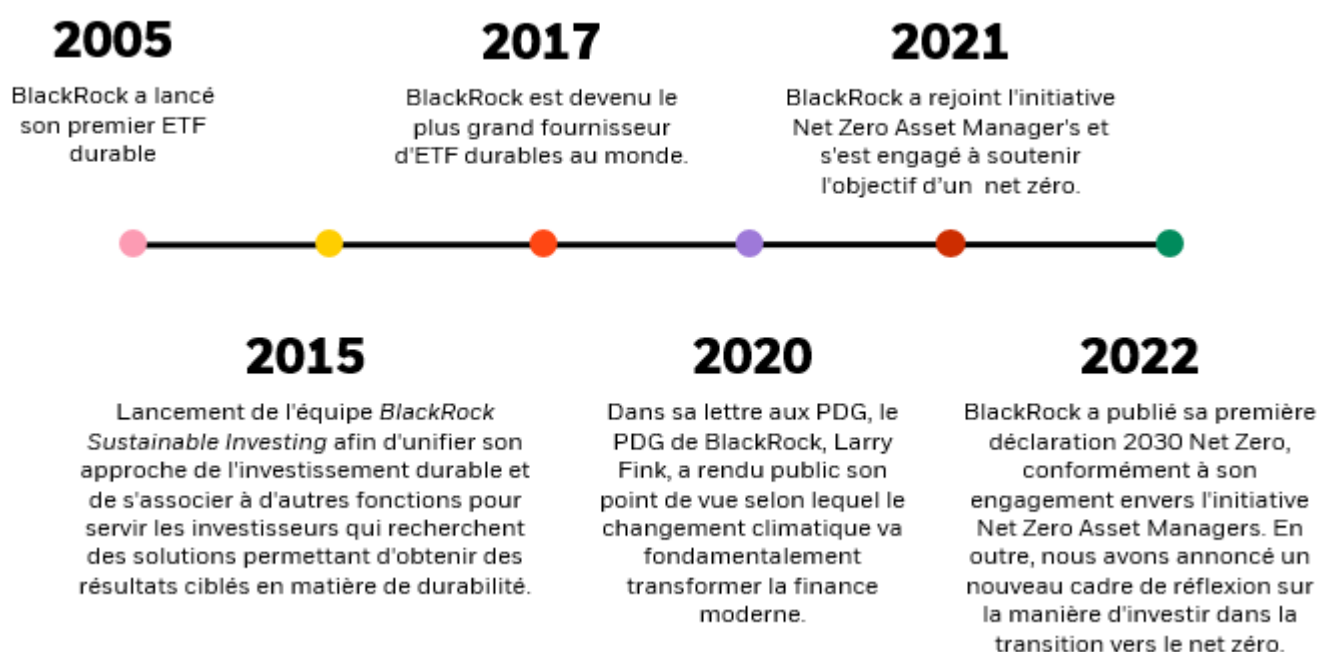 2005
BlackRock a lancé
son premier ETF
durable
2017
BlackRock est devenu le
plus grand fournisseur
d'ETF durables au monde.
2021
BlackRock a rejoint l'initiative
Net Zero Asset Manager's et
s'est engagé à soutenir
l'objectif d’un  net zéro.
2015
Lancement de l'équipe BlackRock
Sustainable Investing afin d'unifier son
approche de l'investissement durable et
de s'associer à d'autres fonctions pour
servir les investisseurs qui recherchent
des solutions permettant d'obtenir des
résultats ciblés en matière de durabilité.
2020
Dans sa lettre aux PDG, le
PDG de BlackRock, Larry
Fink, a rendu public son
point de vue selon lequel le
changement climatique va
fondamentalement
transformer la finance
moderne.
2022
BlackRock a publié sa première
déclaration 2030 Net Zero,
conformément à son
engagement envers l'initiative
Net Zero Asset Managers. En
outre, nous avons annoncé un
nouveau cadre de réflexion sur
la manière d'investir dans la
transition vers le net zéro.